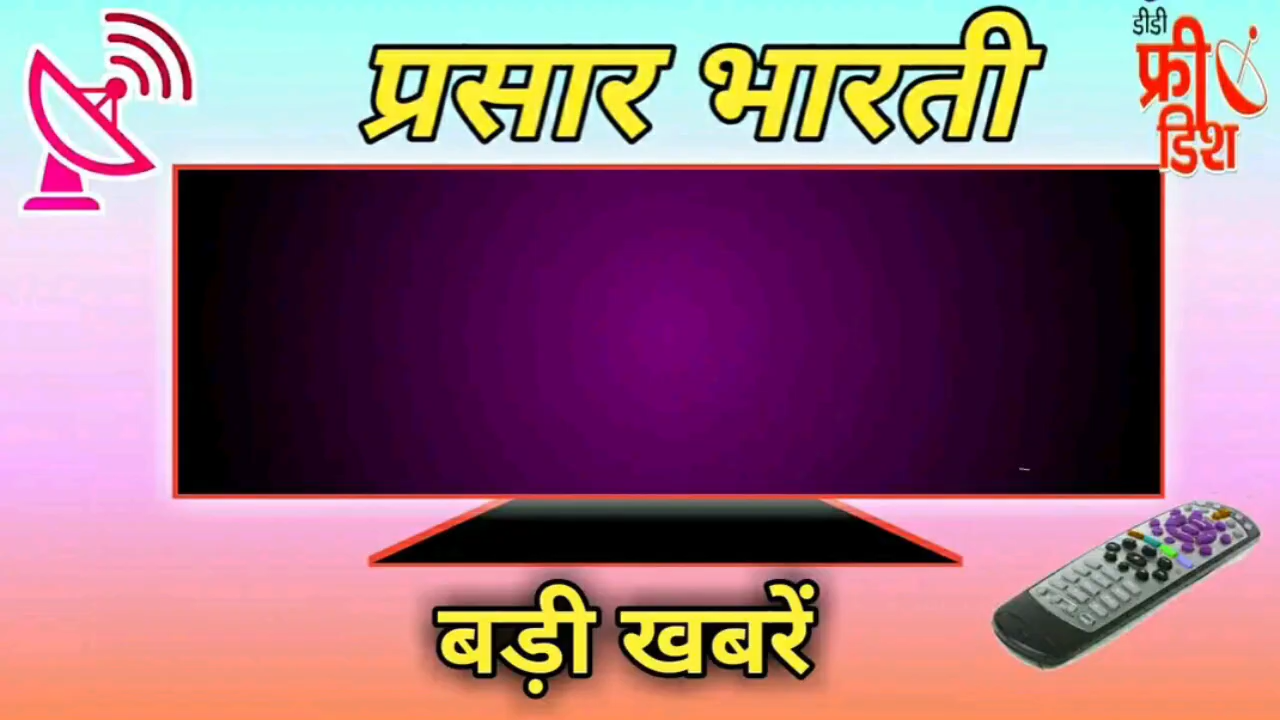 प्रसार भारती
डीडी
फ्री
डिश
बड़ी खबरें